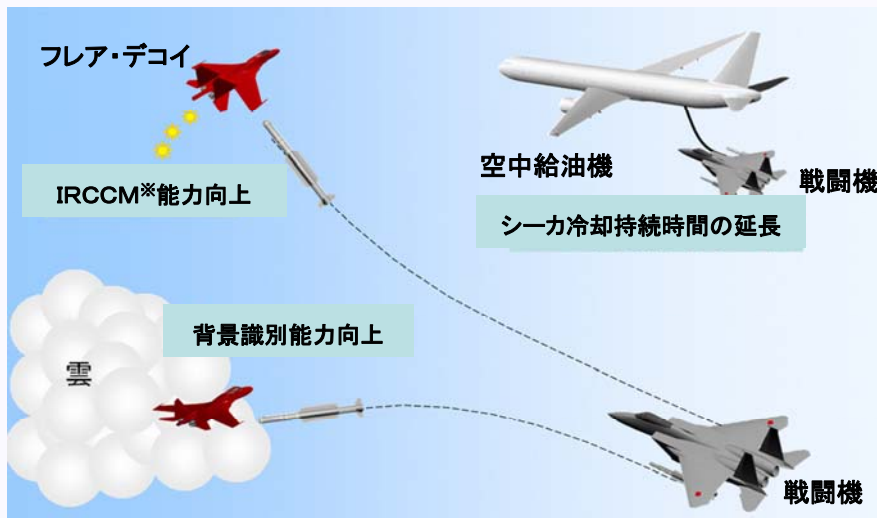 フレア・デコイ
IRCCM※能力向上
空中給油機
戦闘機
シーカ冷却持続時間の延長
背景識別能力向上
雲
戦闘機